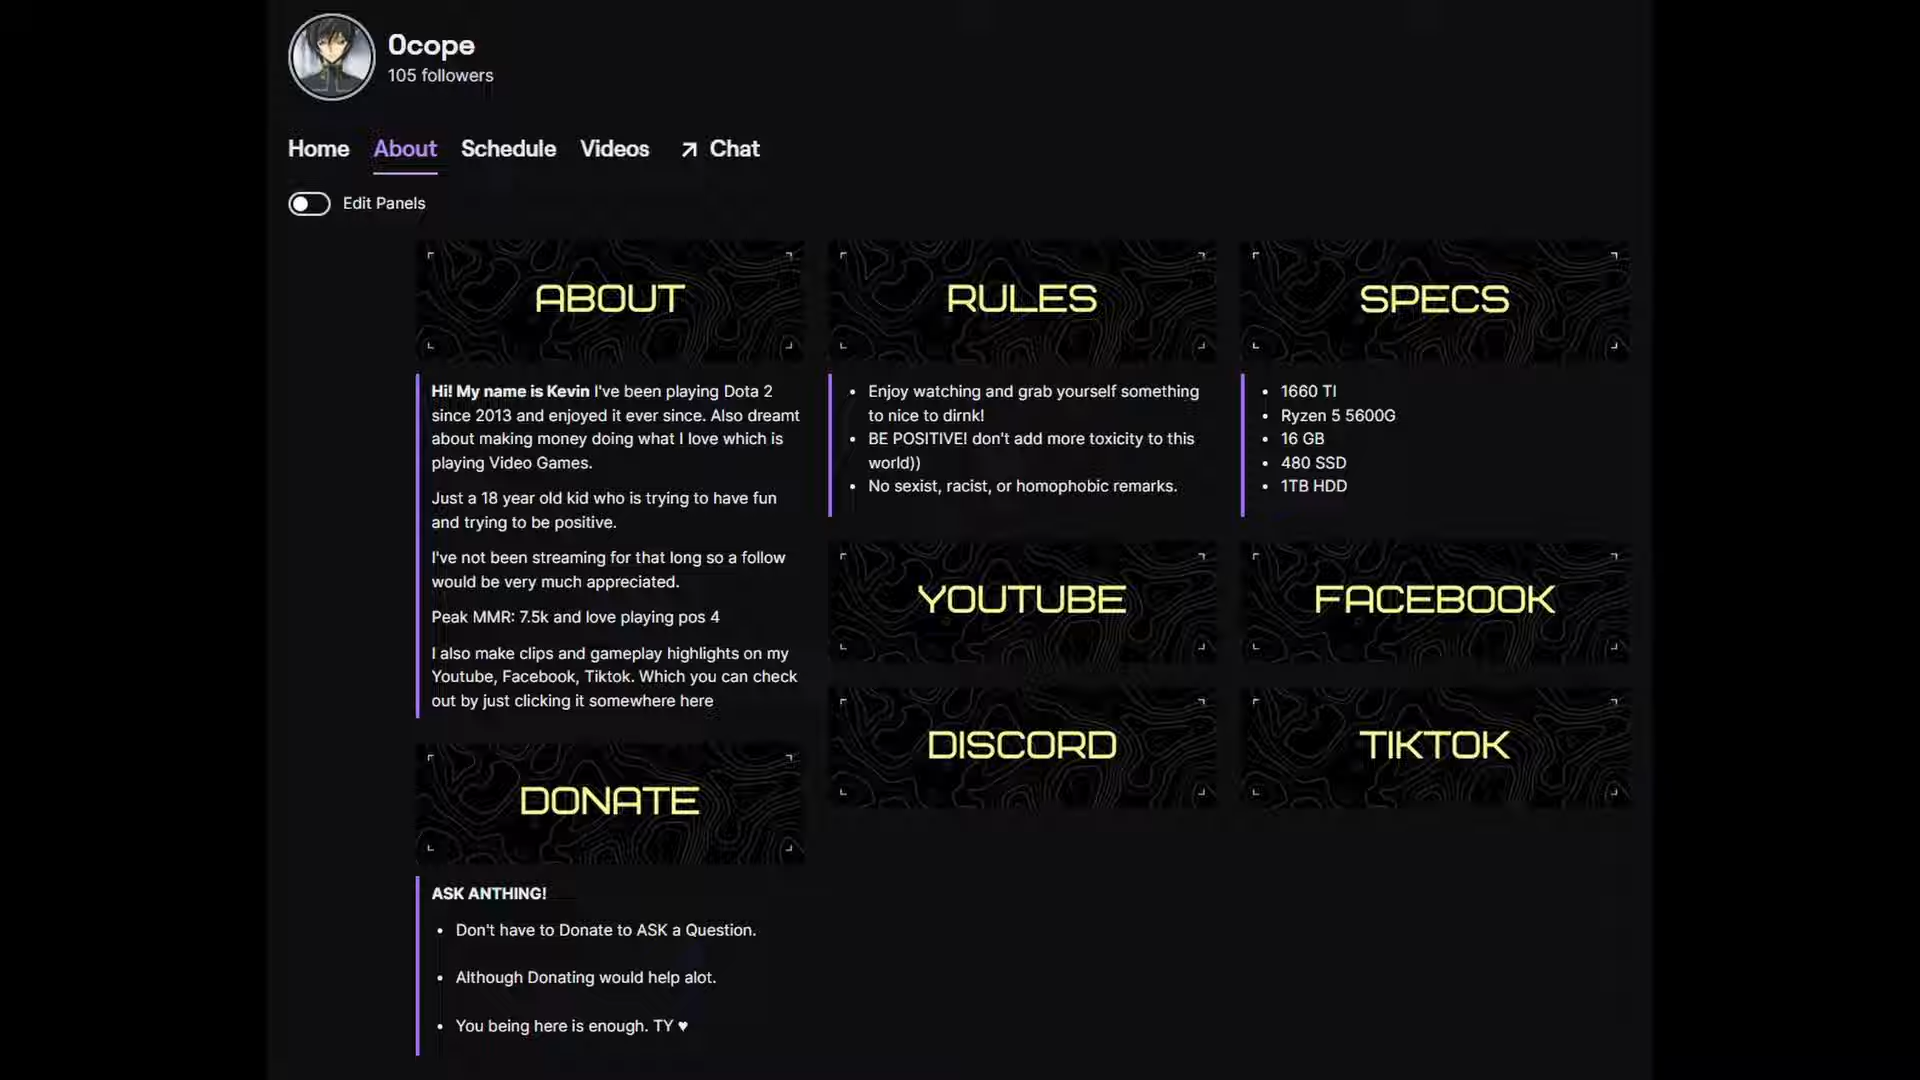 0cope
105 followers
Home About Schedule Videos Chat
Edit Panels
ABOUT
Hi! My name is Kevin I've been playing Dota 2
since 2013 and enjoyed it ever since. Also dreamt
about making money doing what I love which is
playing Video Games.
Just a 18 year old kid who is trying to have fun
and trying to be positive.
I've not been streaming for that long so a follow
would be very much appreciated.
Peak MMR: 7.5k and love playing pos 4
I also make clips and gameplay highlights on my
Youtube, Facebook, Tiktok. Which you can check
out by just clicking it somewhere here
DONATE
ASK ANTHING!
Don't have to Donate to ASK a Question.
Although Donating would help alot.
You being here is enough. TY ♥
RULES
Enjoy watching and grab yourself something
to nice to dirnk!
BE POSITIVE! don't add more toxicity to this
world))
No sexist, racist, or homophobic remarks.
YOUTUBE
DISCORD
SPECS
1660 TI
Ryzen 5 5600G
16 GB
480 SSD
1TB HDD
FACEBOOK
TIKTOK